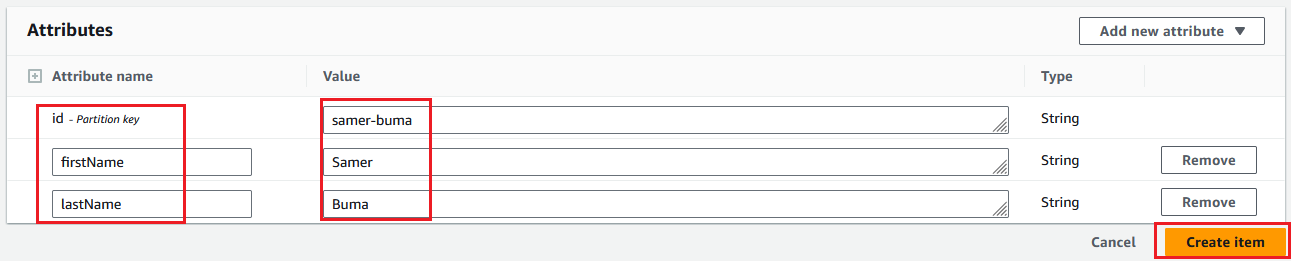 Attributes
Add new attribute
Attribute name Value Type
id - Partition key samer-buma String
firstName Samer String Remove
lastName Buma String Remove
Cancel Create item